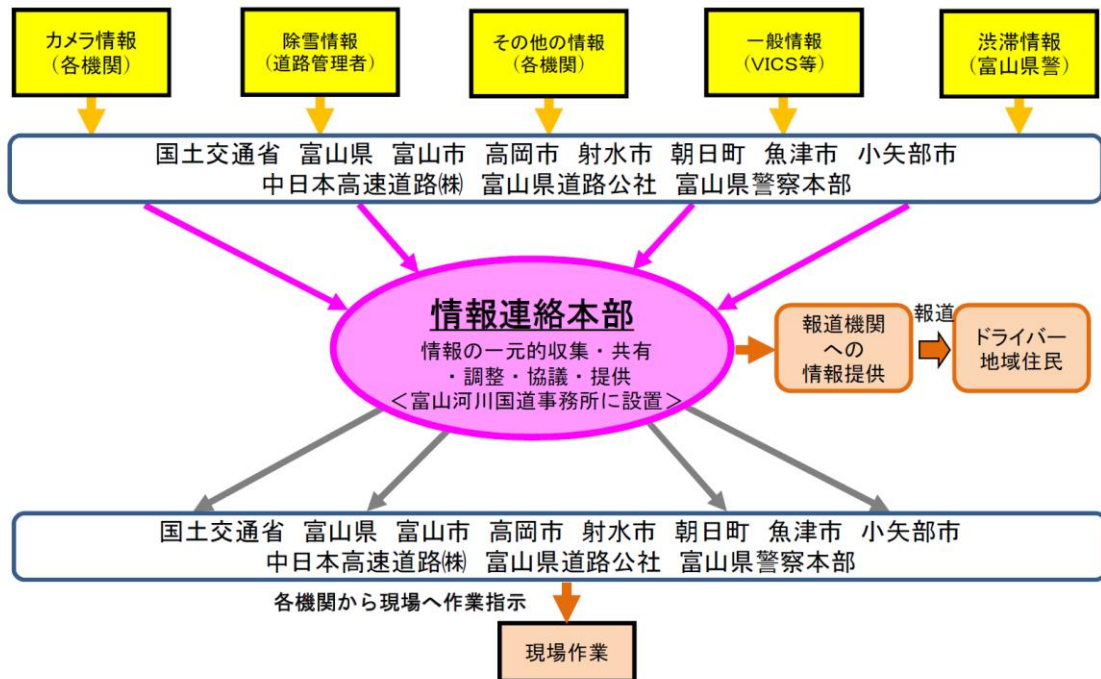 カメラ情報
(各機関)
除雪情報
(道路管理者)
その他の情報
(各機関)
一般情報
(VICS等)
渋滞情報
(富山県警)
国土交通省 富山県 富山市 高岡市 射水市 朝日町 魚津市 小矢部市
中日本高速道路㈱ 富山県道路公社 富山県警察本部
情報連絡本部
情報の一元的収集・共有
・調整・協議・提供
＜富山河川国道事務所に設置＞
報道機関
への
情報提供
報道
ドライバー
地域住民
国土交通省 富山県 富山市 高岡市 射水市 朝日町 魚津市 小矢部市
中日本高速道路㈱ 富山県道路公社 富山県警察本部
各機関から現場へ作業指示
現場作業